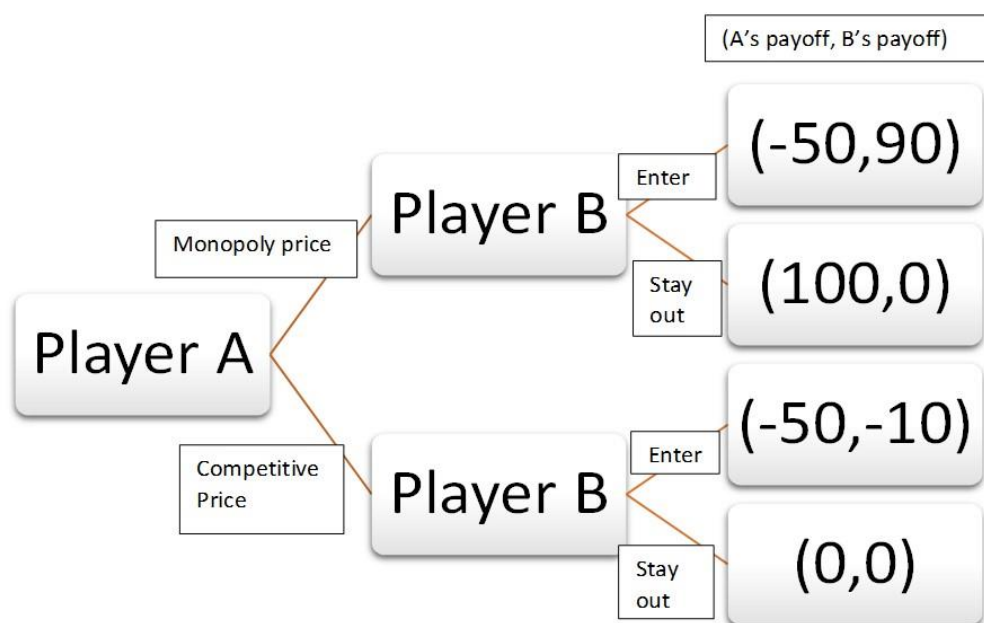 (A's payoff, B's payoff)
(-50,90)
Enter
Player B
Monopoly price
Stay
out
(100,0)
Player A
(-50,-10)
Enter
Competitive
Price
Player B
Stay
out
(0,0)